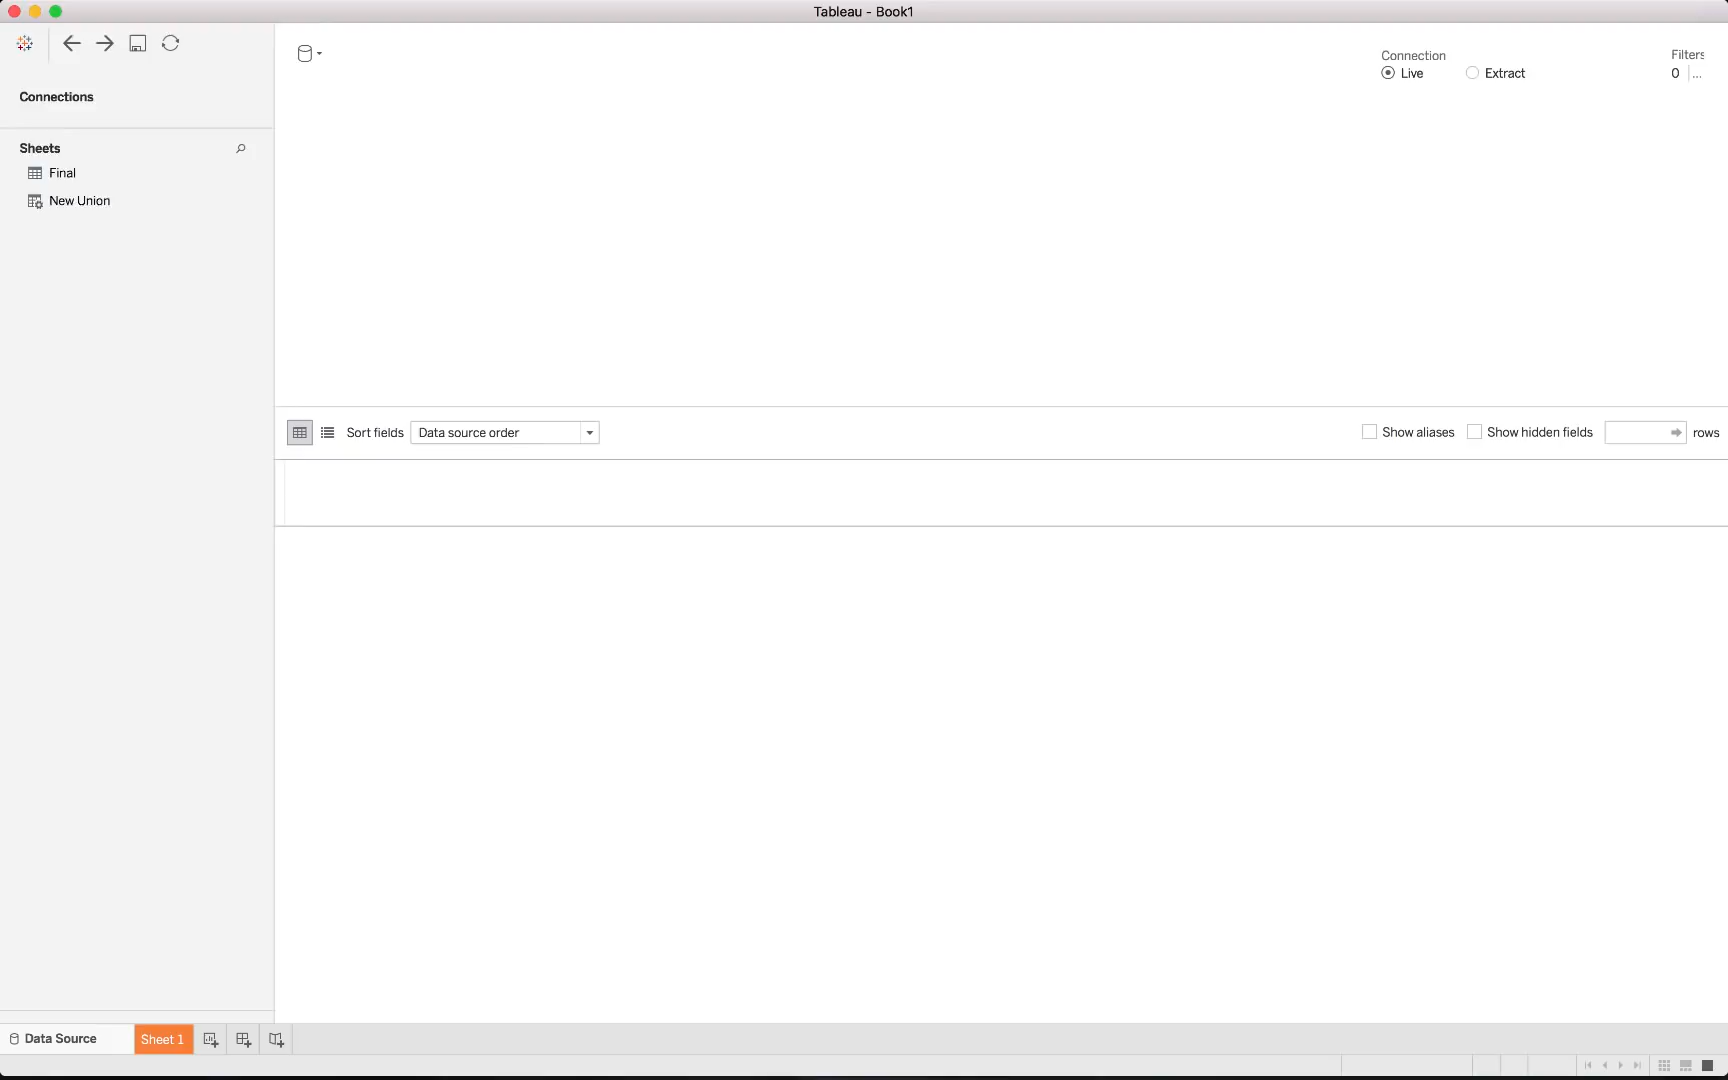 Tableau - Book1
Connections
Connection
Filters
Live
Extract
0
...
Sheets
Final
New Union
Sort fields
Data source order
Show aliases
Show hidden fields
rows
Data Source
Sheet 1